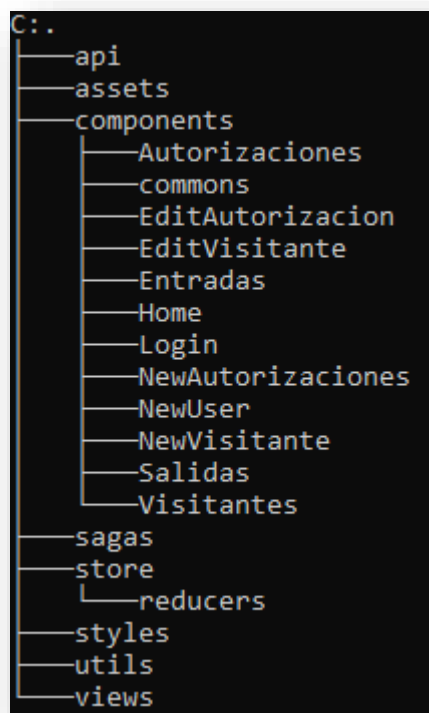 C:.
├───api
├───assets
├───components
│   ├───Autorizaciones
│   ├───commons
│   ├───EditAutorizacion
│   ├───EditVisitante
│   ├───Entradas
│   ├───Home
│   ├───Login
│   ├───NewAutorizaciones
│   ├───NewUser
│   ├───NewVisitante
│   ├───Salidas
│   └───Visitantes
├───sagas
├───store
│   └───reducers
├───styles
├───utils
└───views